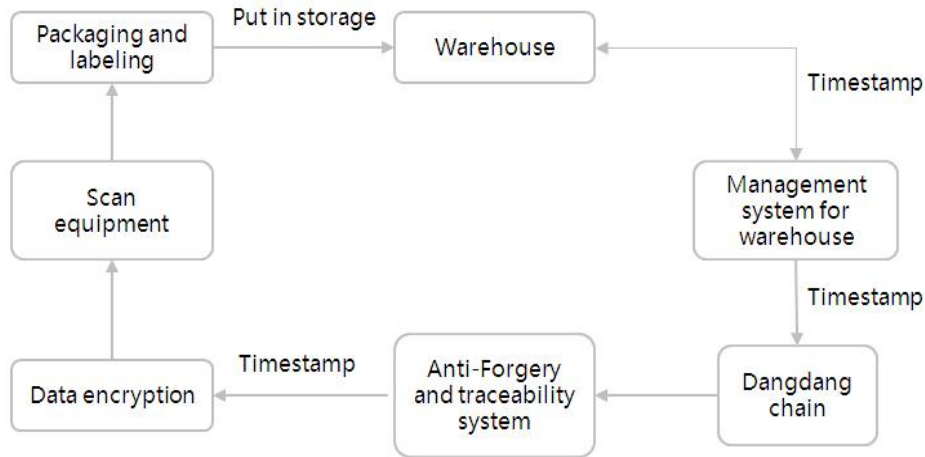 Put in storage
Packaging and
labeling
Warehouse
Timestamp
Scan
equipment
Management
system for
warehouse
Timestamp
Timestamp
Anti-Forgery
and traceability
system
Data encryption
Dangdang
chain